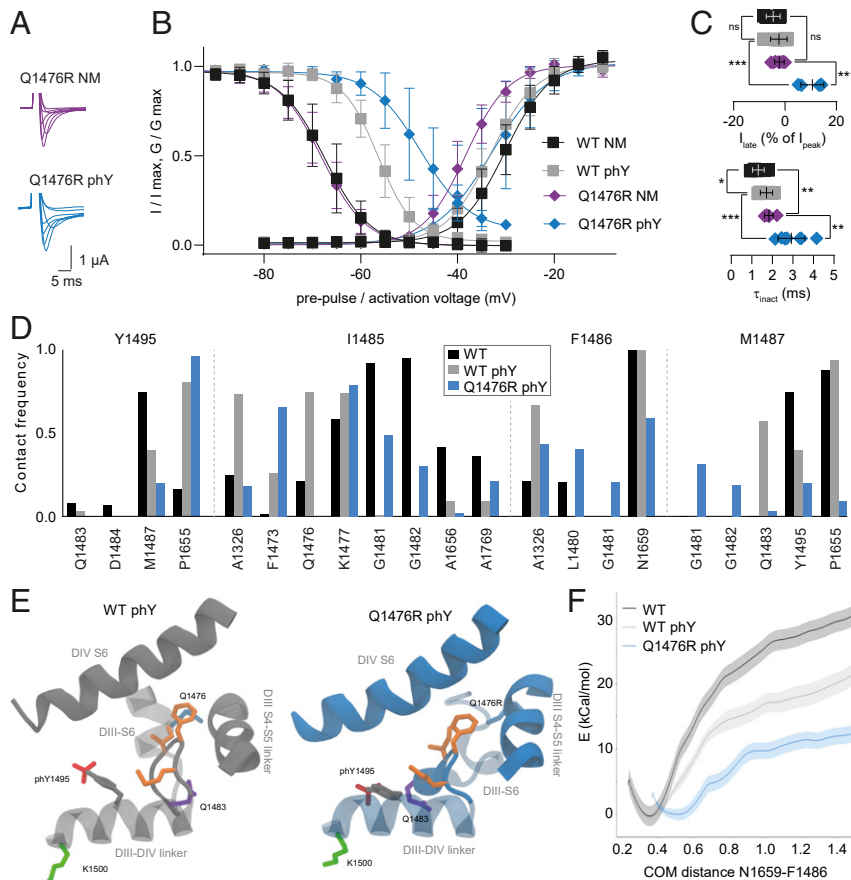 A
Q1476R NM
Q1476R phY
1 µA
5 ms
B
I / I max, G / G max
1.0
0.5
0.0
-80
-60
-40
-20
pre-pulse / activation voltage (mV)
WT NM
WT phY
Q1476R NM
Q1476R phY
C
ns
ns
***
-20
0
20
I late (% of I peak)
*
**
***
**
0 1 2 3 4 5
τ inact (ms)
D
Y1495
I1485
F1486
M1487
Contact frequency
1.0
0.5
0.0
WT
WT phY
Q1476R phY
Q1483
D1484
M1487
P1655
A1326
F1473
Q1476
K1477
G1481
G1482
A1656
A1769
A1326
L1480
G1481
N1659
G1481
G1482
Q1483
Y1495
P1655
E
WT phY
DIV S6
Q1476
DIII-S6
DIII S4-S5 linker
phY1495
Q1483
DIII-DIV linker
K1500
Q1476R phY
DIV S6
Q1476R
DIII S4-S5 linker
DIII-S6
phY1495
Q1483
DIII-DIV linker
K1500
F
WT
WT phY
Q1476R phY
E (kCal/mol)
30
20
10
0
0.2 0.4 0.6 0.8 1.0 1.2 1.4
COM distance N1659-F1486